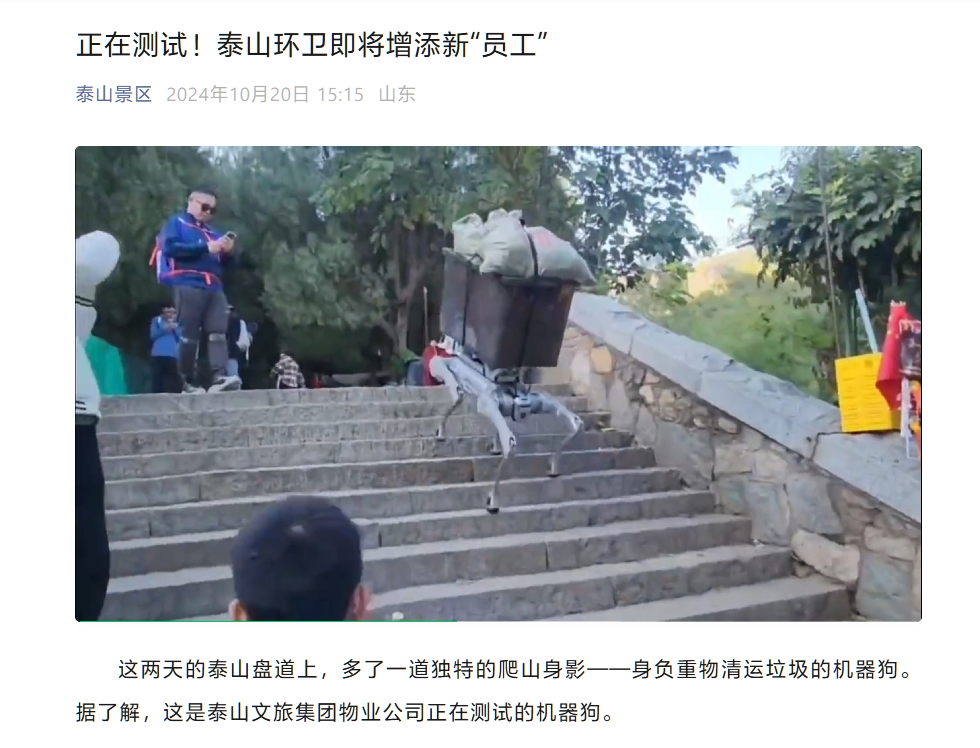 正在测试！泰山环卫即将增添新“员工”
泰山景区 2024年10月20日 15:15 山东
这两天的泰山盘道上，多了一道独特的爬山身影——身负重物清运垃圾的机器狗。
据了解，这是泰山文旅集团物业公司正在测试的机器狗。